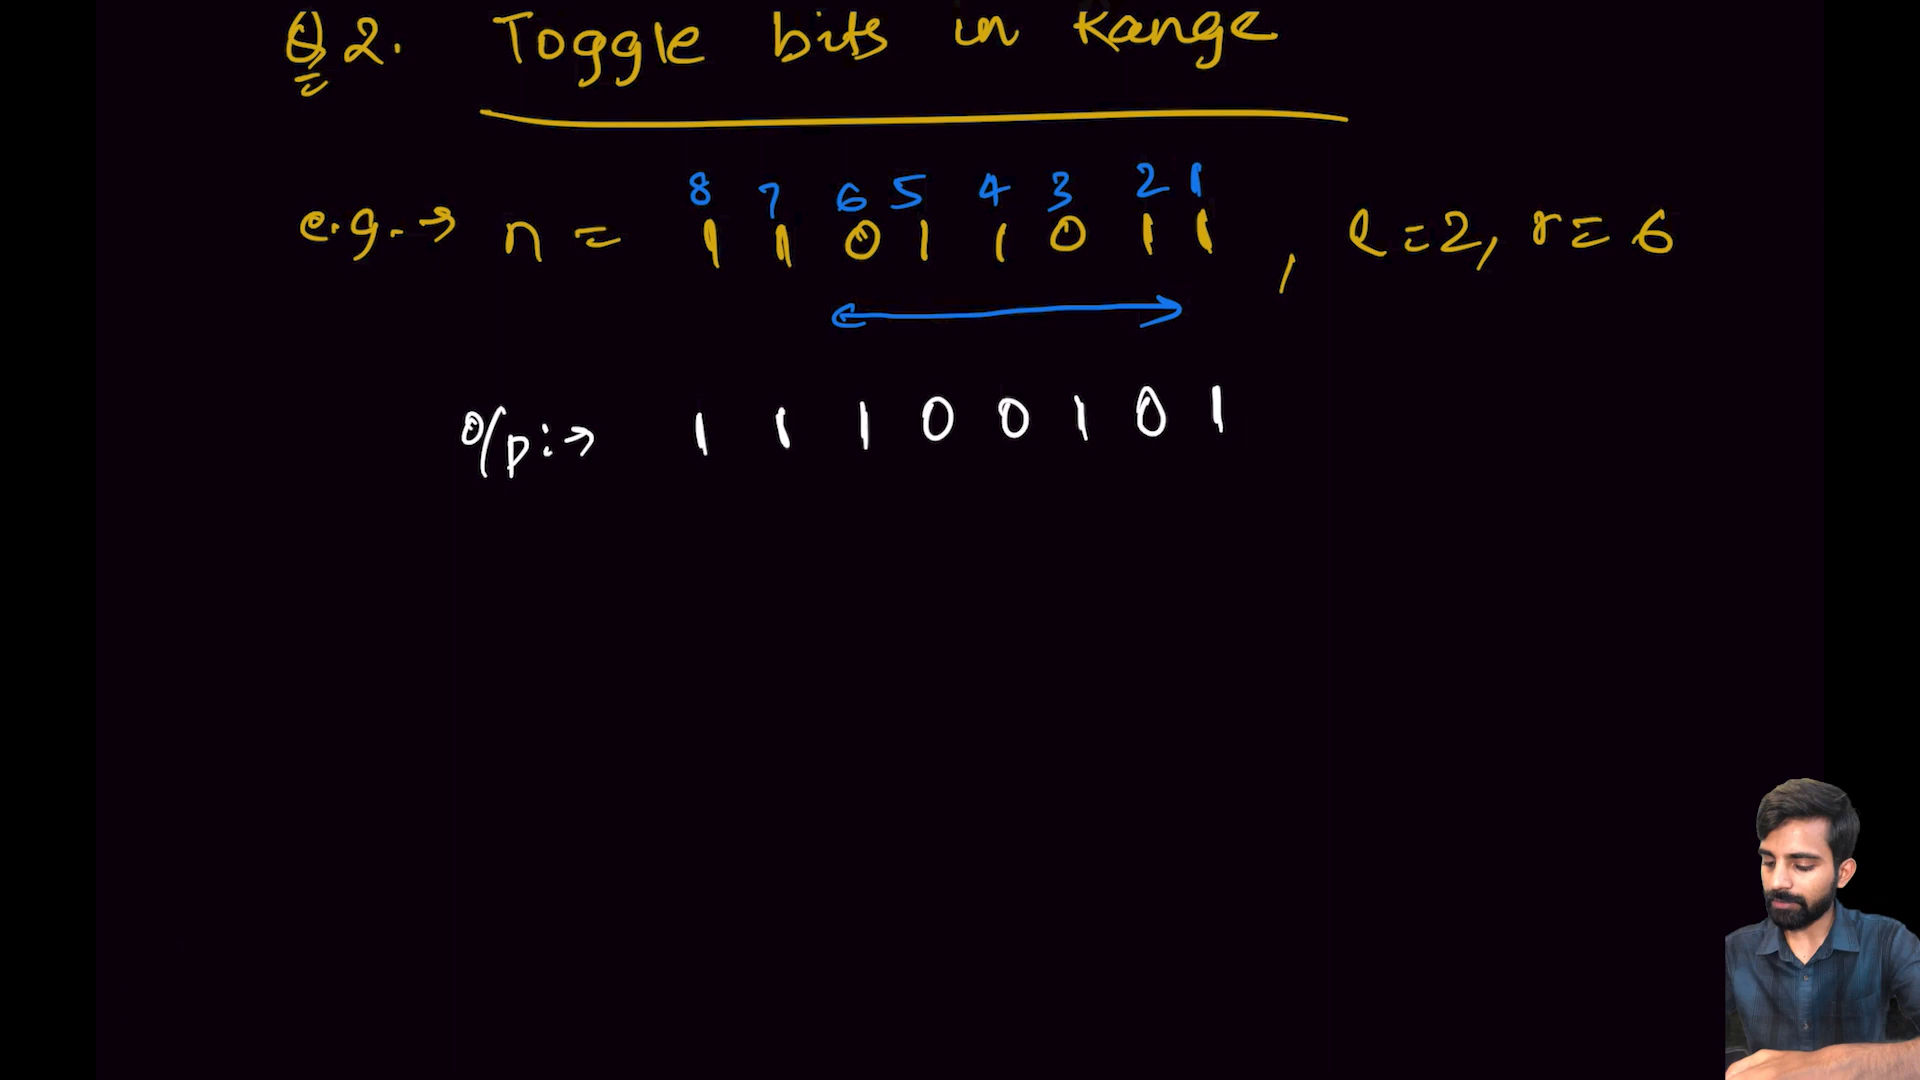 Q2. Toggle bits in Range
8 7 6 5 4 3 2 1
e.g. → n = 1 1 0 1 1 0 1 1 , l=2, r=6
O/p: → 1 1 1 0 0 1 0 1